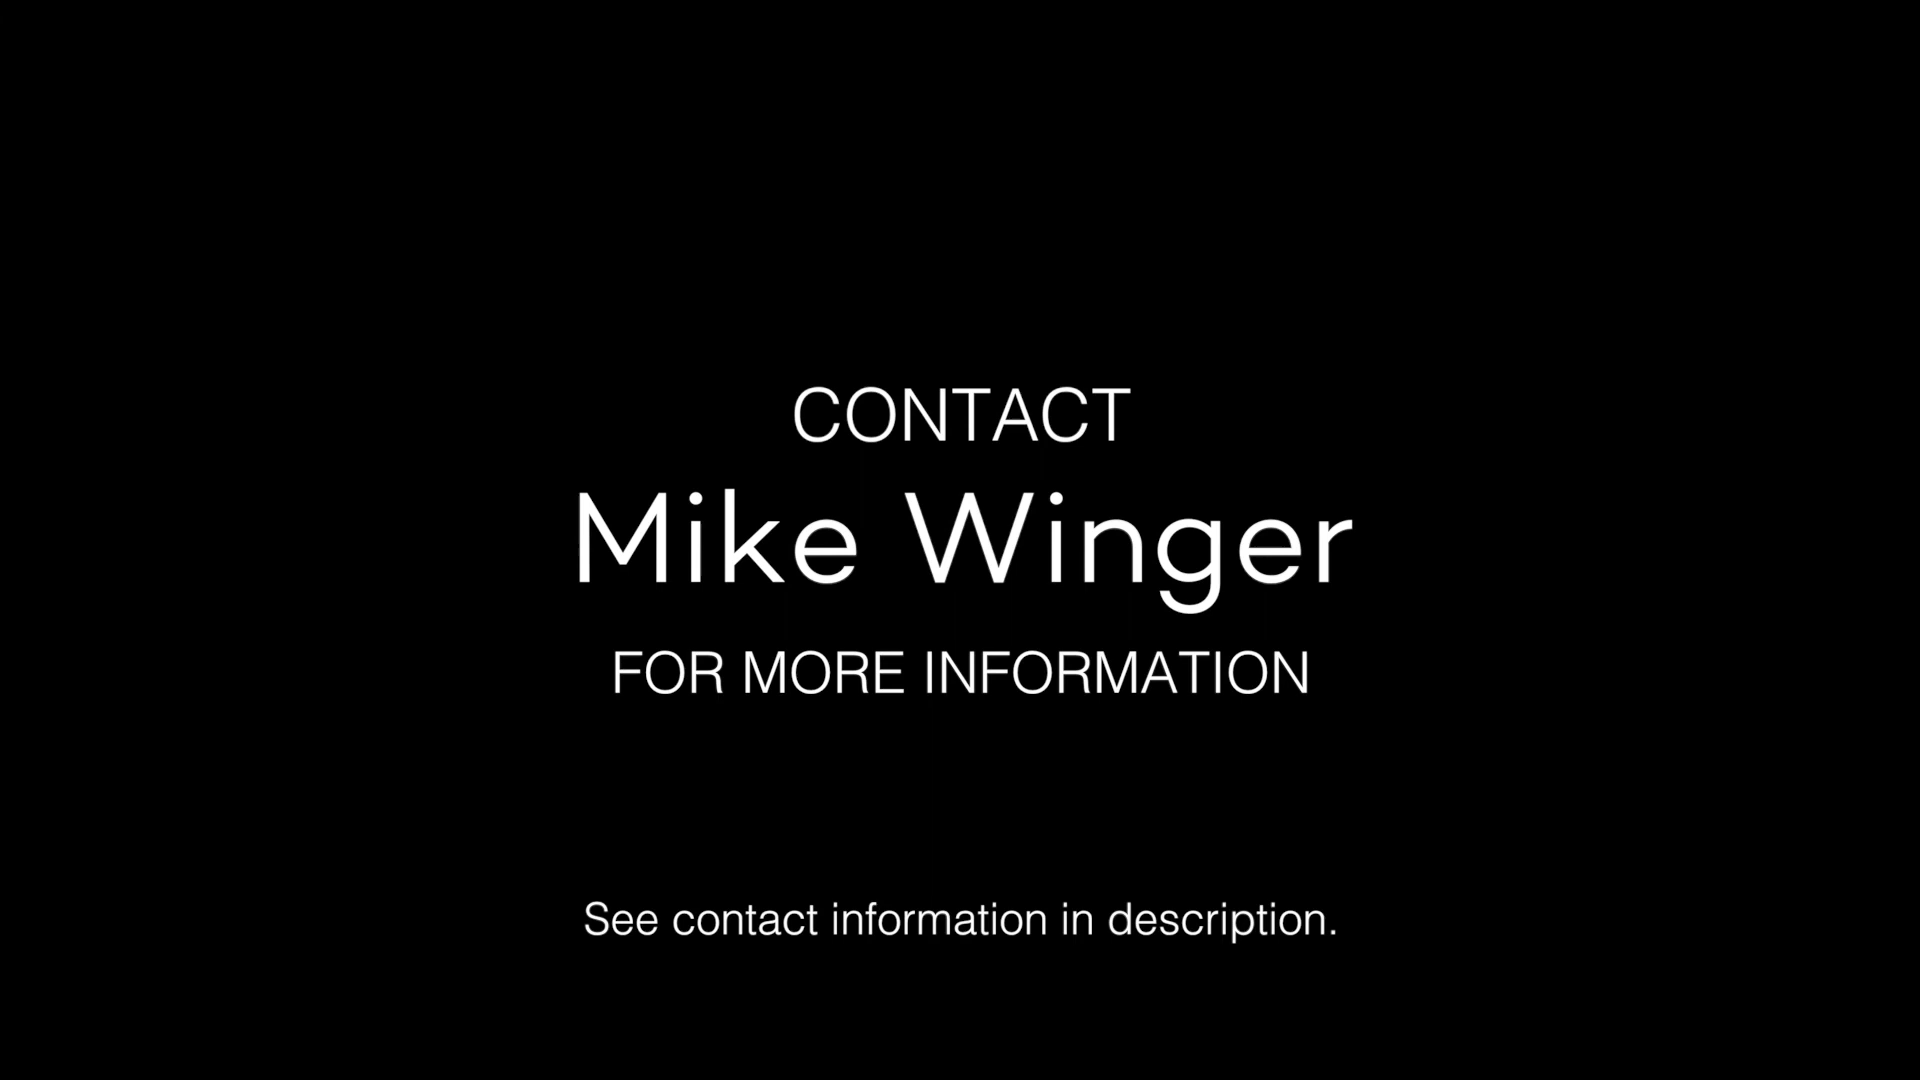 CONTACT
Mike Winger
FOR MORE INFORMATION
See contact information in description.